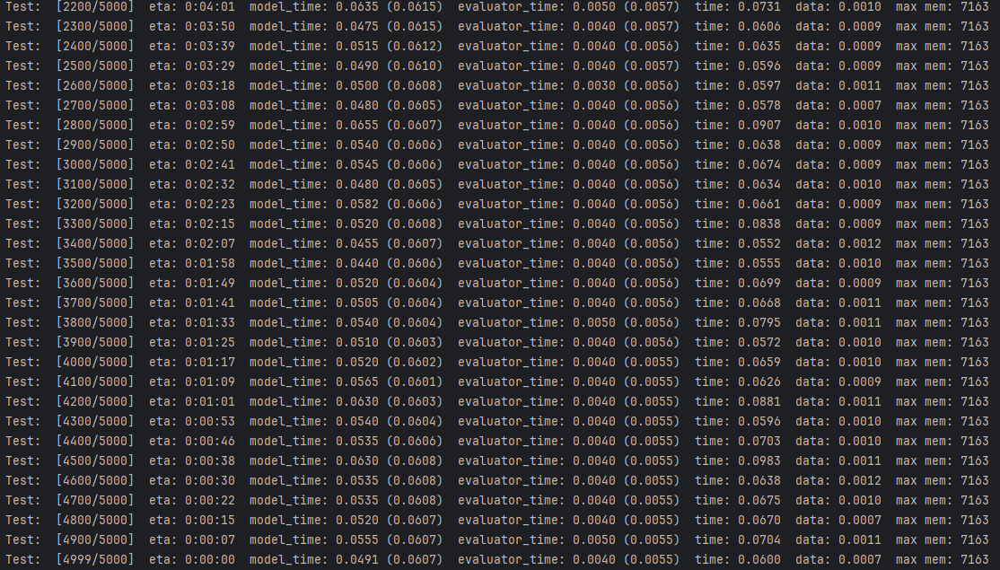 Test:  [2200/5000]  eta: 0:04:01  model_time: 0.0635 (0.0615)  evaluator_time: 0.0050 (0.0057)  time: 0.0731  data: 0.0010  max mem: 7163
Test:  [2300/5000]  eta: 0:03:50  model_time: 0.0475 (0.0615)  evaluator_time: 0.0040 (0.0057)  time: 0.0606  data: 0.0009  max mem: 7163
Test:  [2400/5000]  eta: 0:03:39  model_time: 0.0515 (0.0612)  evaluator_time: 0.0040 (0.0056)  time: 0.0635  data: 0.0009  max mem: 7163
Test:  [2500/5000]  eta: 0:03:29  model_time: 0.0490 (0.0610)  evaluator_time: 0.0040 (0.0057)  time: 0.0596  data: 0.0009  max mem: 7163
Test:  [2600/5000]  eta: 0:03:18  model_time: 0.0500 (0.0608)  evaluator_time: 0.0030 (0.0056)  time: 0.0597  data: 0.0011  max mem: 7163
Test:  [2700/5000]  eta: 0:03:08  model_time: 0.0480 (0.0605)  evaluator_time: 0.0040 (0.0056)  time: 0.0578  data: 0.0007  max mem: 7163
Test:  [2800/5000]  eta: 0:02:59  model_time: 0.0655 (0.0607)  evaluator_time: 0.0040 (0.0056)  time: 0.0907  data: 0.0010  max mem: 7163
Test:  [2900/5000]  eta: 0:02:50  model_time: 0.0540 (0.0606)  evaluator_time: 0.0040 (0.0056)  time: 0.0638  data: 0.0009  max mem: 7163
Test:  [3000/5000]  eta: 0:02:41  model_time: 0.0545 (0.0606)  evaluator_time: 0.0040 (0.0056)  time: 0.0674  data: 0.0009  max mem: 7163
Test:  [3100/5000]  eta: 0:02:32  model_time: 0.0480 (0.0605)  evaluator_time: 0.0040 (0.0056)  time: 0.0634  data: 0.0010  max mem: 7163
Test:  [3200/5000]  eta: 0:02:23  model_time: 0.0582 (0.0606)  evaluator_time: 0.0040 (0.0056)  time: 0.0661  data: 0.0009  max mem: 7163
Test:  [3300/5000]  eta: 0:02:15  model_time: 0.0520 (0.0608)  evaluator_time: 0.0040 (0.0056)  time: 0.0838  data: 0.0009  max mem: 7163
Test:  [3400/5000]  eta: 0:02:07  model_time: 0.0455 (0.0607)  evaluator_time: 0.0040 (0.0056)  time: 0.0552  data: 0.0012  max mem: 7163
Test:  [3500/5000]  eta: 0:01:58  model_time: 0.0440 (0.0606)  evaluator_time: 0.0040 (0.0056)  time: 0.0555  data: 0.0010  max mem: 7163
Test:  [3600/5000]  eta: 0:01:49  model_time: 0.0520 (0.0604)  evaluator_time: 0.0040 (0.0056)  time: 0.0699  data: 0.0009  max mem: 7163
Test:  [3700/5000]  eta: 0:01:41  model_time: 0.0505 (0.0604)  evaluator_time: 0.0040 (0.0056)  time: 0.0668  data: 0.0011  max mem: 7163
Test:  [3800/5000]  eta: 0:01:33  model_time: 0.0540 (0.0604)  evaluator_time: 0.0050 (0.0056)  time: 0.0795  data: 0.0011  max mem: 7163
Test:  [3900/5000]  eta: 0:01:25  model_time: 0.0510 (0.0603)  evaluator_time: 0.0040 (0.0056)  time: 0.0572  data: 0.0010  max mem: 7163
Test:  [4000/5000]  eta: 0:01:17  model_time: 0.0520 (0.0602)  evaluator_time: 0.0040 (0.0055)  time: 0.0659  data: 0.0010  max mem: 7163
Test:  [4100/5000]  eta: 0:01:09  model_time: 0.0565 (0.0601)  evaluator_time: 0.0040 (0.0055)  time: 0.0626  data: 0.0009  max mem: 7163
Test:  [4200/5000]  eta: 0:01:01  model_time: 0.0630 (0.0603)  evaluator_time: 0.0040 (0.0055)  time: 0.0881  data: 0.0011  max mem: 7163
Test:  [4300/5000]  eta: 0:00:53  model_time: 0.0540 (0.0604)  evaluator_time: 0.0040 (0.0055)  time: 0.0596  data: 0.0010  max mem: 7163
Test:  [4400/5000]  eta: 0:00:46  model_time: 0.0535 (0.0606)  evaluator_time: 0.0040 (0.0055)  time: 0.0703  data: 0.0010  max mem: 7163
Test:  [4500/5000]  eta: 0:00:38  model_time: 0.0630 (0.0608)  evaluator_time: 0.0040 (0.0055)  time: 0.0983  data: 0.0011  max mem: 7163
Test:  [4600/5000]  eta: 0:00:30  model_time: 0.0535 (0.0608)  evaluator_time: 0.0040 (0.0055)  time: 0.0638  data: 0.0012  max mem: 7163
Test:  [4700/5000]  eta: 0:00:22  model_time: 0.0535 (0.0608)  evaluator_time: 0.0040 (0.0055)  time: 0.0675  data: 0.0010  max mem: 7163
Test:  [4800/5000]  eta: 0:00:15  model_time: 0.0520 (0.0607)  evaluator_time: 0.0040 (0.0055)  time: 0.0670  data: 0.0007  max mem: 7163
Test:  [4900/5000]  eta: 0:00:07  model_time: 0.0555 (0.0607)  evaluator_time: 0.0050 (0.0055)  time: 0.0704  data: 0.0011  max mem: 7163
Test:  [4999/5000]  eta: 0:00:00  model_time: 0.0491 (0.0607)  evaluator_time: 0.0040 (0.0055)  time: 0.0600  data: 0.0007  max mem: 7163